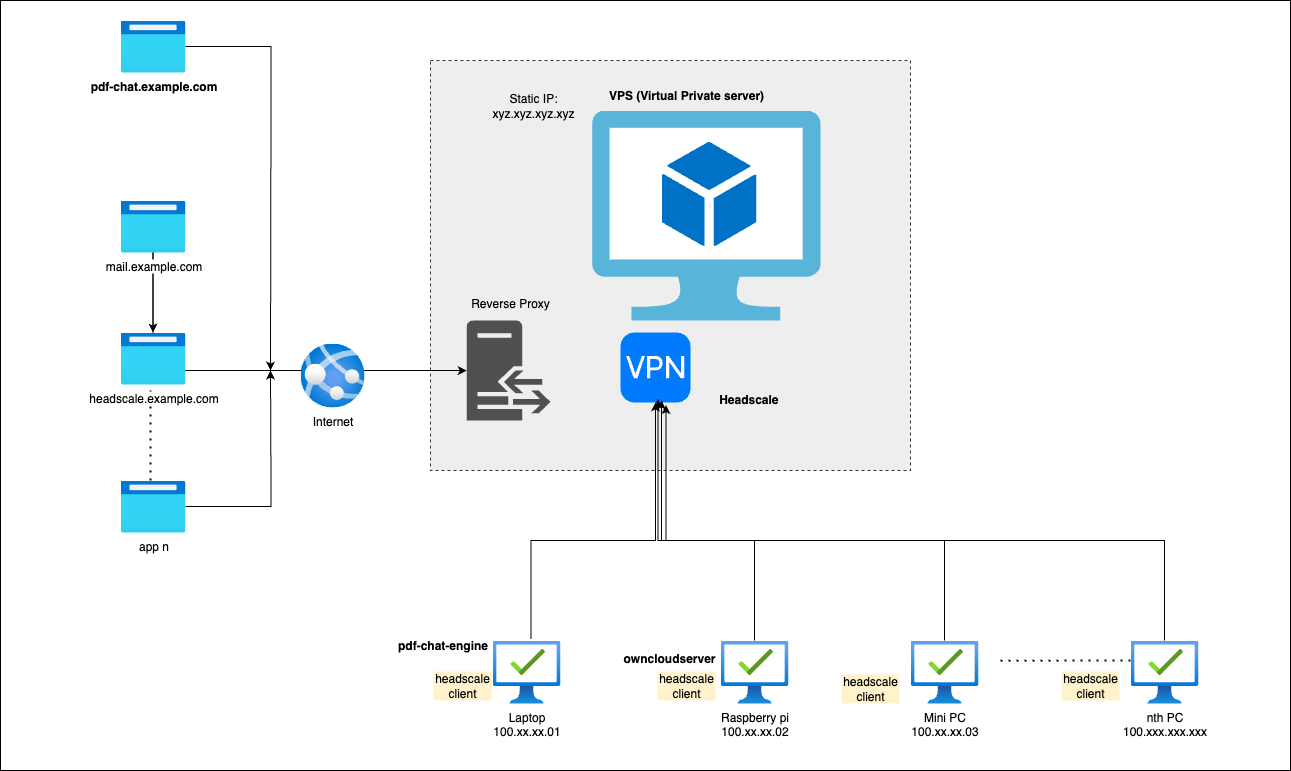 pdf-chat.example.com
mail.example.com
headscale.example.com
app n
Internet
Static IP:
xyz.xyz.xyz.xyz
VPS (Virtual Private server)
Reverse Proxy
VPN
Headscale
pdf-chat-engine
headscale
client
Laptop
100.xx.xx.01
owncloudserver
headscale
client
Raspberry pi
100.xx.xx.02
headscale
client
Mini PC
100.xx.xx.03
headscale
client
nth PC
100.xxx.xxx.xxx